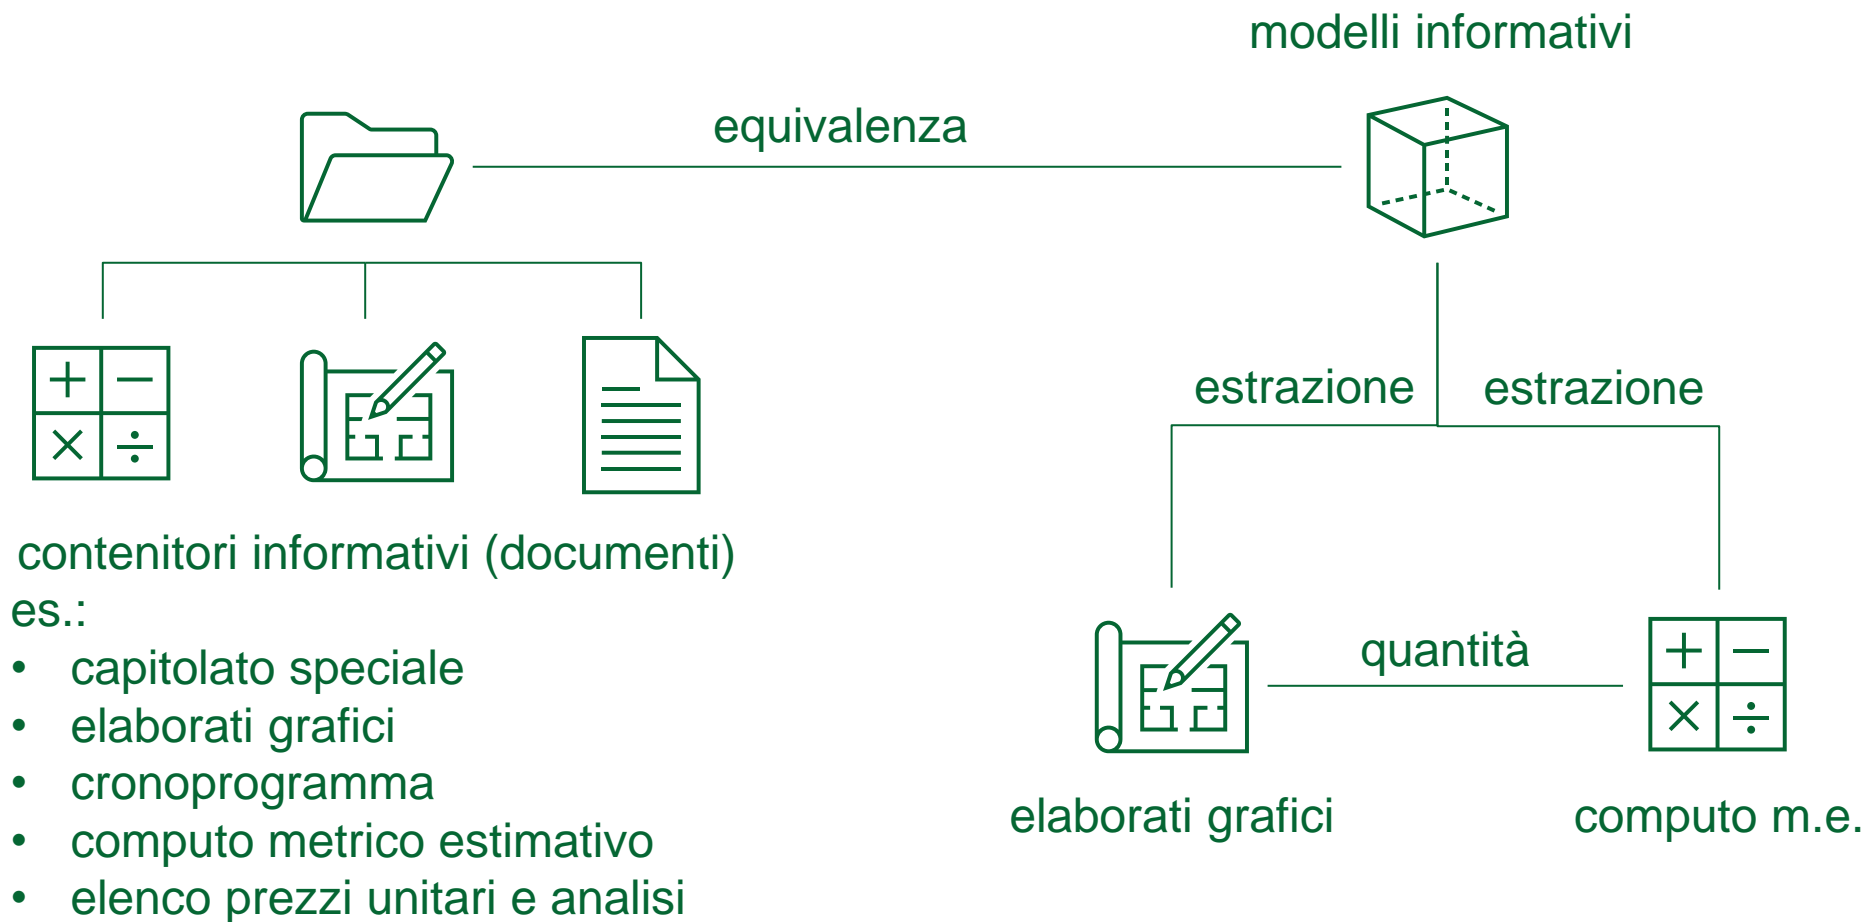 modelli informativi
equivalenza
estrazione
estrazione
contenitori informativi (documenti)
es.:
• capitolato speciale
• elaborati grafici
• cronoprogramma
• computo metrico estimativo
• elenco prezzi unitari e analisi
quantità
elaborati grafici
computo m.e.